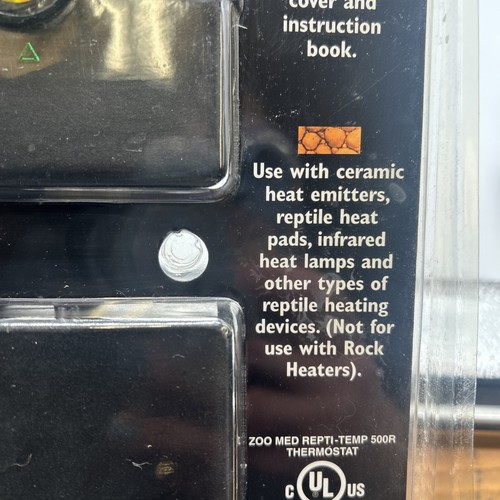 cover and
instruction
book.
Use with ceramic
heat emitters,
reptile heat
pads, infrared
heat lamps and
other types of
reptile heating
devices. (Not for
use with Rock
Heaters).
ZOO MED REPTI-TEMP 500R
THERMOSTAT
C UL US